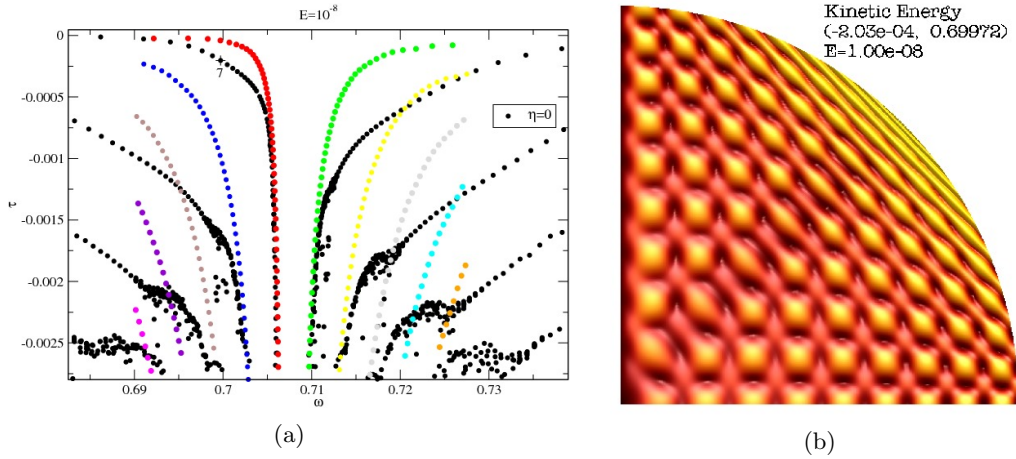 E=10-8
0
-0.0005
-0.001
-0.0015
-0.002
-0.0025
τ
7
η=0
0.69
0.7
0.71
0.72
0.73
ω
(a)
Kinetic Energy
(-2.03e-04, 0.69972)
E=1.00e-08
(b)